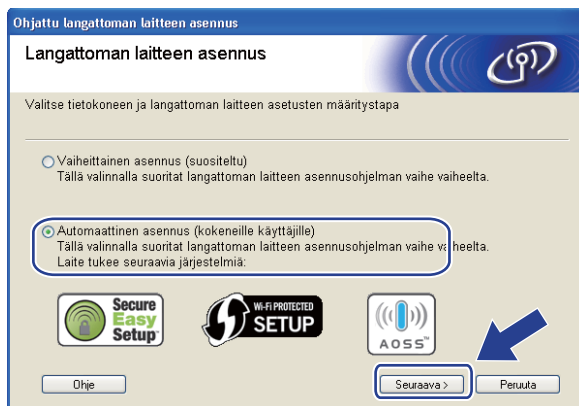 Ohjattu langattoman laitteen asennus
Langattoman laitteen asennus
Valitse tietokoneen ja langattoman laitteen asetusten määritystapa
Vaiheittainen asennus (suositeltu)
Tällä valinnalla suoritat langattoman laitteen asennusohjelman vaihe vaiheelta.
Automaattinen asennus (kokeneille käyttäjille)
Tällä valinnalla suoritat langattoman laitteen asennusohjelman vaihe vaiheelta.
Laite tukee seuraavia järjestelmiä:
Secure
Easy
Setup™
Wi-Fi PROTECTED
SETUP
AOSS™
Ohje
Seuraava >
Peruuta